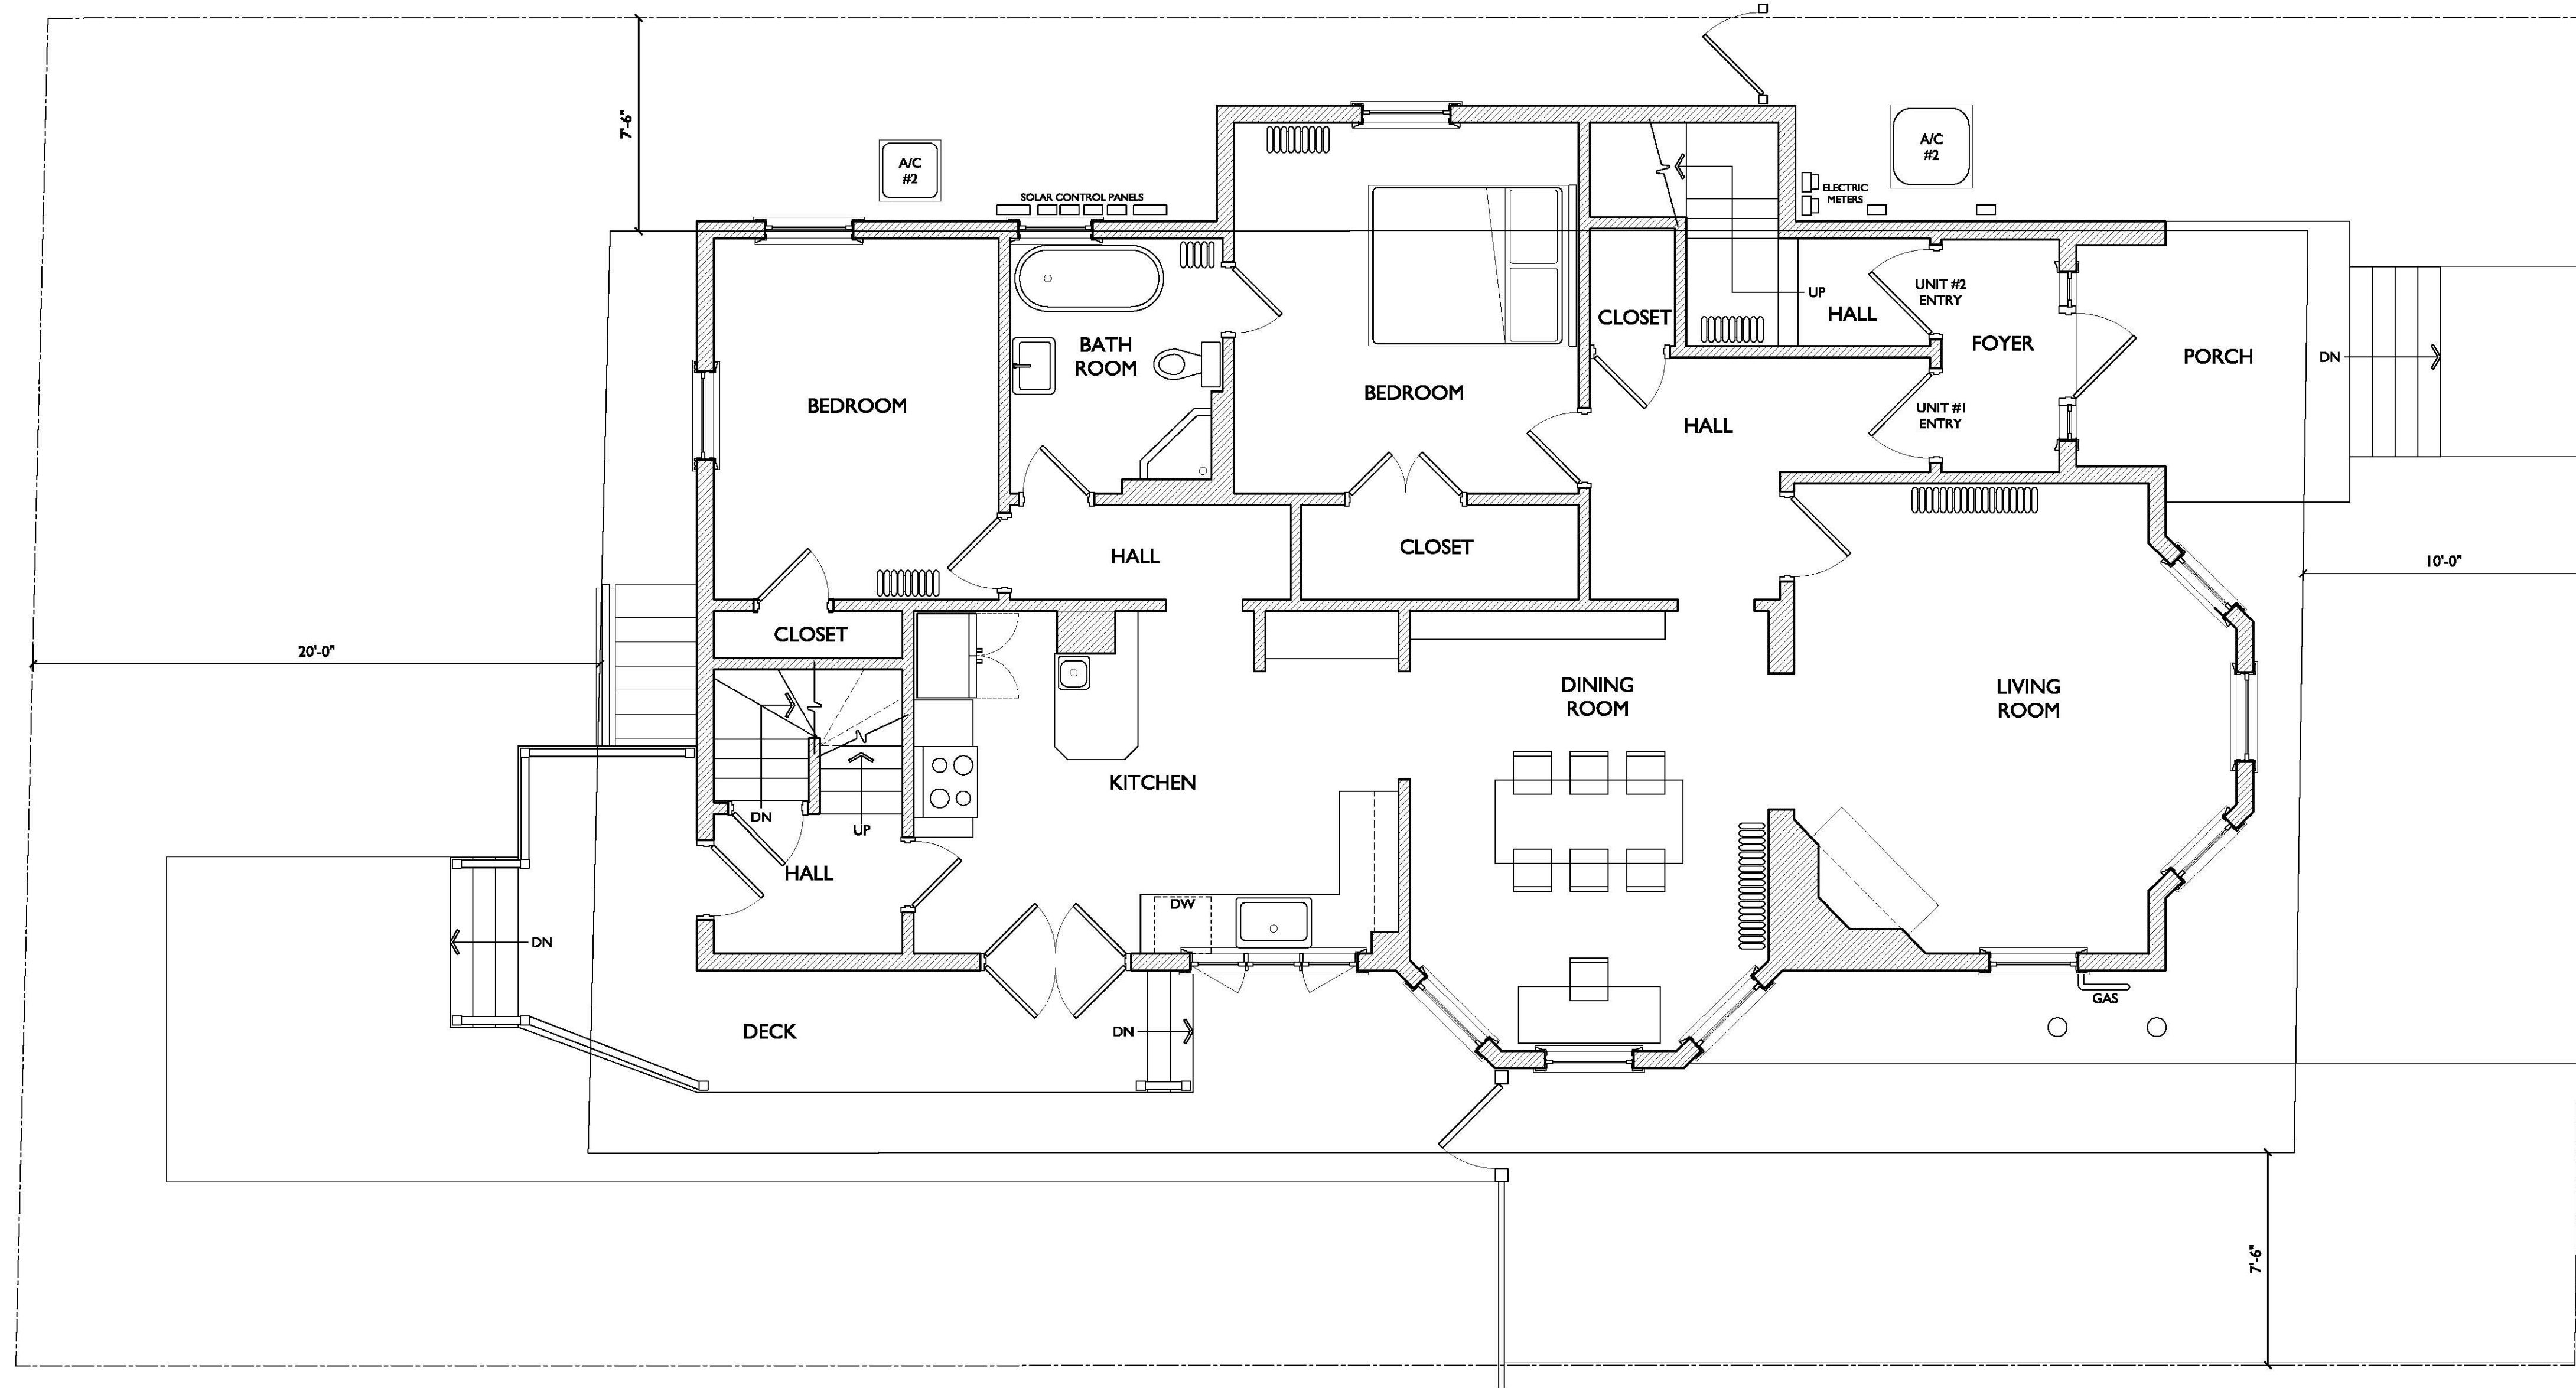 7'-6"
A/C
#2
A/C
#2
SOLAR CONTROL PANELS
ELECTRIC
METERS
UP
HALL
UNIT #2
ENTRY
CLOSET
FOYER
BATH
ROOM
PORCH
DN
BEDROOM
BEDROOM
UNIT #1
ENTRY
HALL
HALL
CLOSET
10'-0"
CLOSET
20'-0"
DINING
ROOM
LIVING
ROOM
KITCHEN
DN
UP
HALL
DW
DN
GAS
DECK
DN
7'-6"